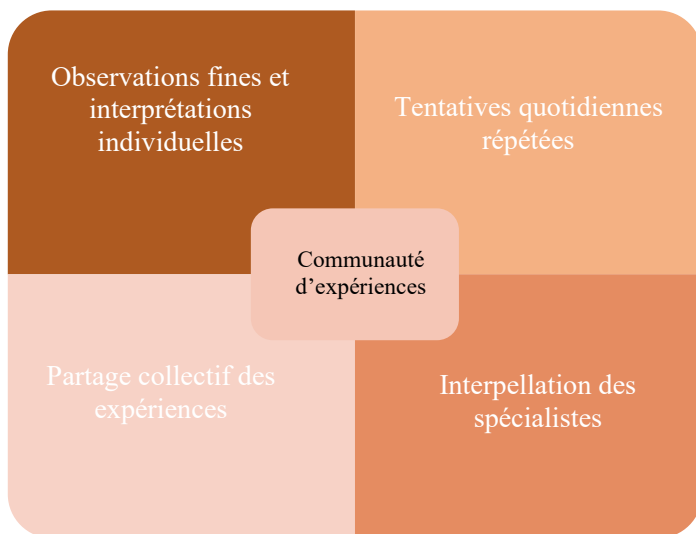 Observations fines et
interprétations
individuelles
Tentatives quotidiennes
répétées
Communauté
d’expériences
Partage collectif des
expériences
Interpellation des
spécialistes